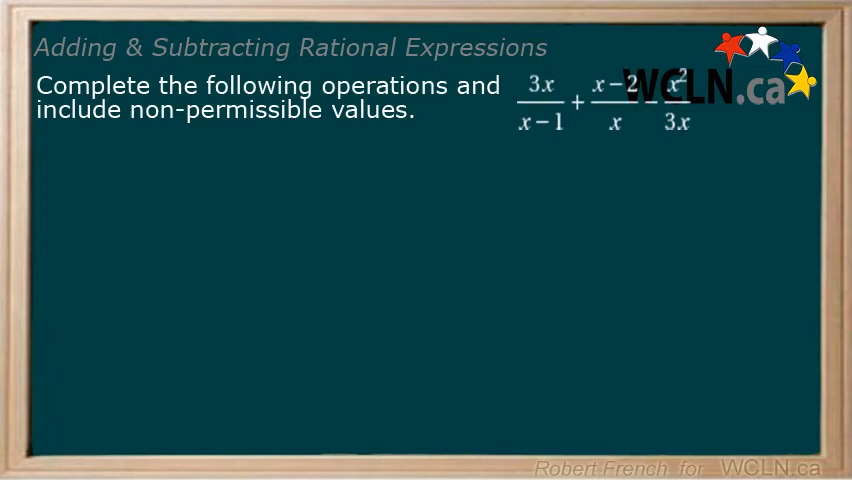 Adding & Subtracting Rational Expressions
Complete the following operations and
include non-permissible values.
3x/(x – 1) + (x – 2)/x – x²/3x
WCLN.ca
Robert French for WCLN.ca